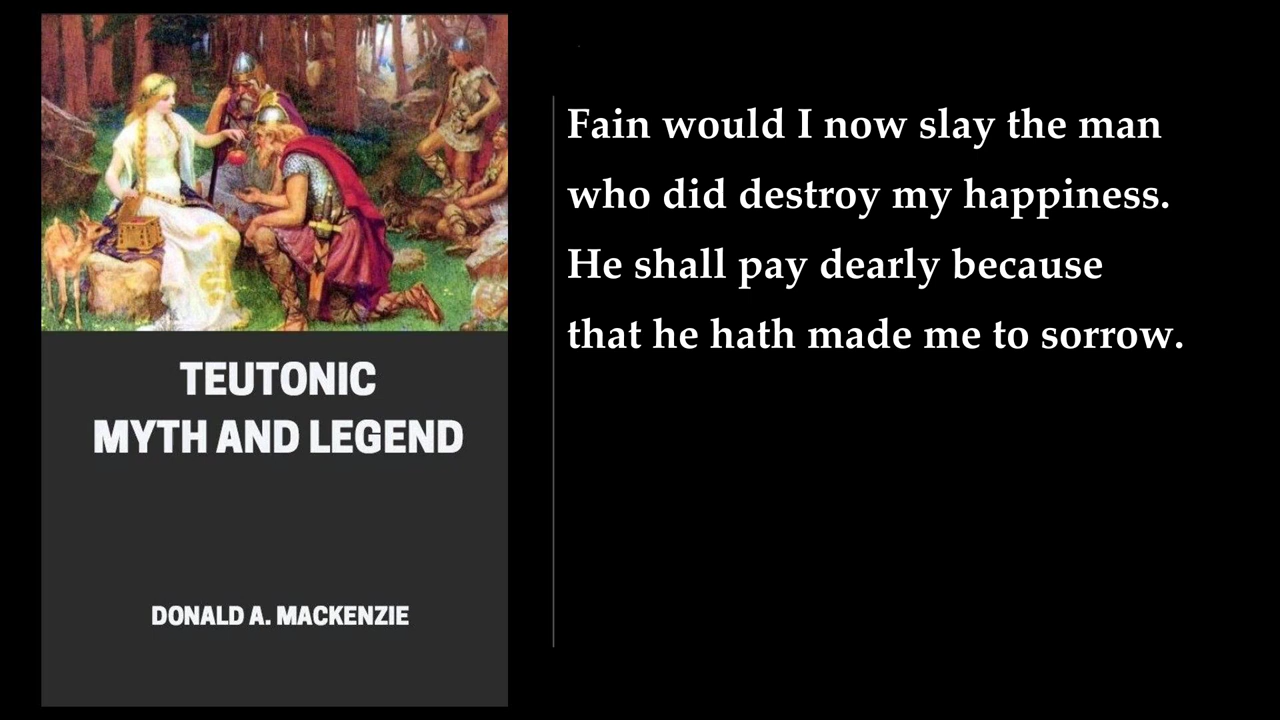 TEUTONIC
MYTH AND LEGEND
DONALD A. MACKENZIE
Fain would I now slay the man
who did destroy my happiness.
He shall pay dearly because
that he hath made me to sorrow.